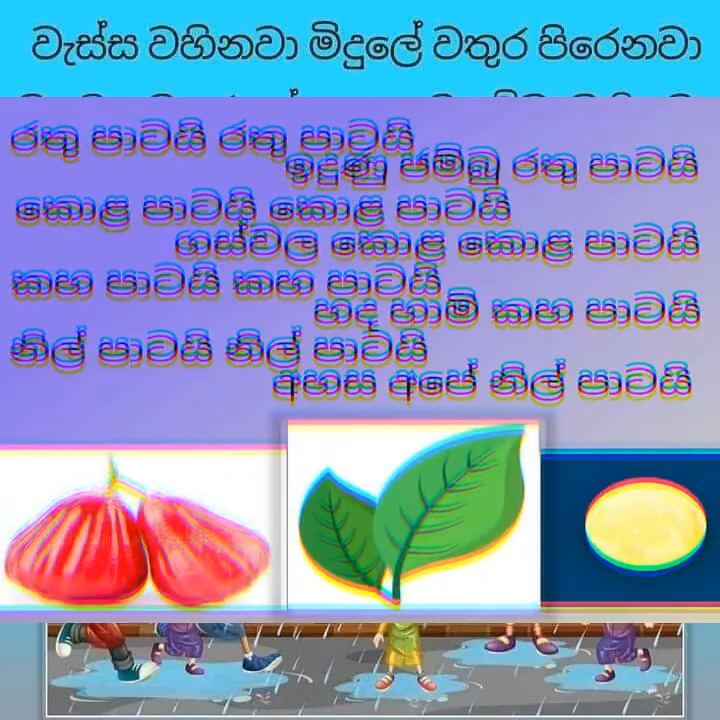 වැස්ස වහිනවා මිදුලේ වතුර පිරෙනවා
රතු පාටයි රතු පාටයි
ඉදුණු ජම්බු රතු පාටයි
කොළ පාටයි කොළ පාටයි
ගස්වල කොළ කොළ පාටයි
කහ පාටයි කහ පාටයි
හඳ හාමි කහ පාටයි
නිල් පාටයි නිල් පාටයි
අහස අපේ නිල් පාටයි